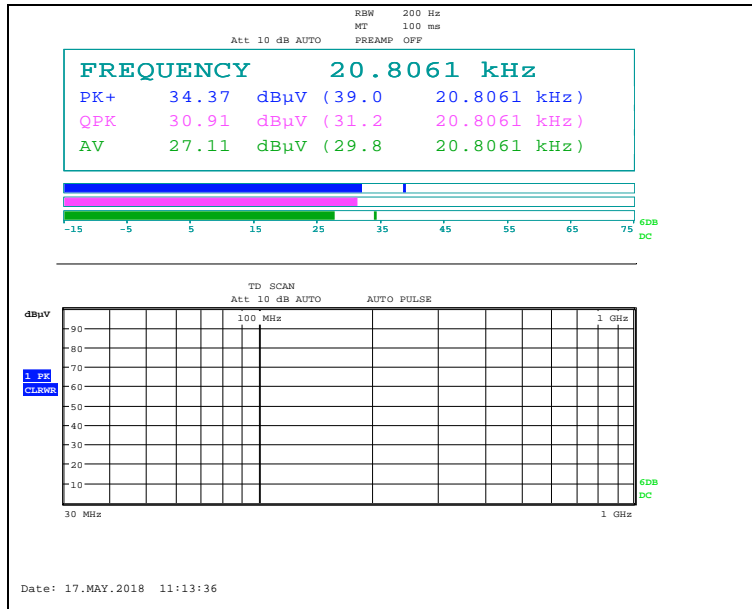 RBW 200 Hz
MT 100 ms
Att 10 dB AUTO PREAMP OFF
FREQUENCY 20.8061 kHz
PK+ 34.37 dBµV (39.0 20.8061 kHz)
QPK 30.91 dBµV (31.2 20.8061 kHz)
AV 27.11 dBµV (29.8 20.8061 kHz)
-15 -5 5 15 25 35 45 55 65 75
6DB
DC
TD SCAN
Att 10 dB AUTO AUTO PULSE
dBµV
100 MHz 1 GHz
90
80
70
1 PK
CLRWR
60
50
40
30
20
10
6DB
DC
30 MHz 1 GHz
Date: 17.MAY.2018 11:13:36